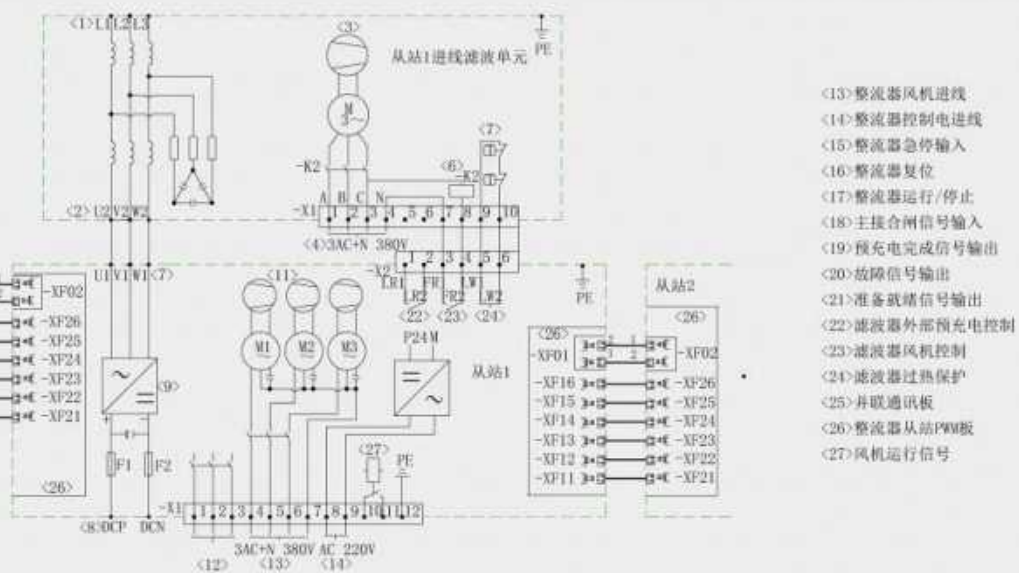 <1>L1L2L3
<3>
PE
从站1进线滤波单元
<7>
<6>
-K2
-K2
A B C N
-X1 1 2 3 4 5 6 7 8 9 10
<2>U2V2W2
<4>3AC+N 380V
-X2 1 2 3 4 5 6
LR1 FR1 LW1
LR2 FR2 LW2
<22> <23> <24>
U1V1W1<7>
<11>
PE
从站2
-XF02
-XF26
-XF25
-XF24
-XF23
-XF22
-XF21
<26>
<9>
F1 F2
<8>DCP DCN
M 3~
M1 M2 M3
P24M
从站1
<27>
PE
-X1 1 2 3 4 5 6 7 8 9 10 11 12
3AC+N 380V AC 220V
<12> <13> <14>
<26>
-XF01
-XF16
-XF15
-XF14
-XF13
-XF12
-XF11
<26>
-XF02
-XF26
-XF25
-XF24
-XF23
-XF22
-XF21
<13>整流器风机进线
<14>整流器控制电进线
<15>整流器急停输入
<16>整流器复位
<17>整流器运行/停止
<18>主接合闸信号输入
<19>预充电完成信号输出
<20>故障信号输出
<21>准备就绪信号输出
<22>滤波器外部预充电控制
<23>滤波器风机控制
<24>滤波器过热保护
<25>并联通讯板
<26>整流器从站PWM板
<27>风机运行信号